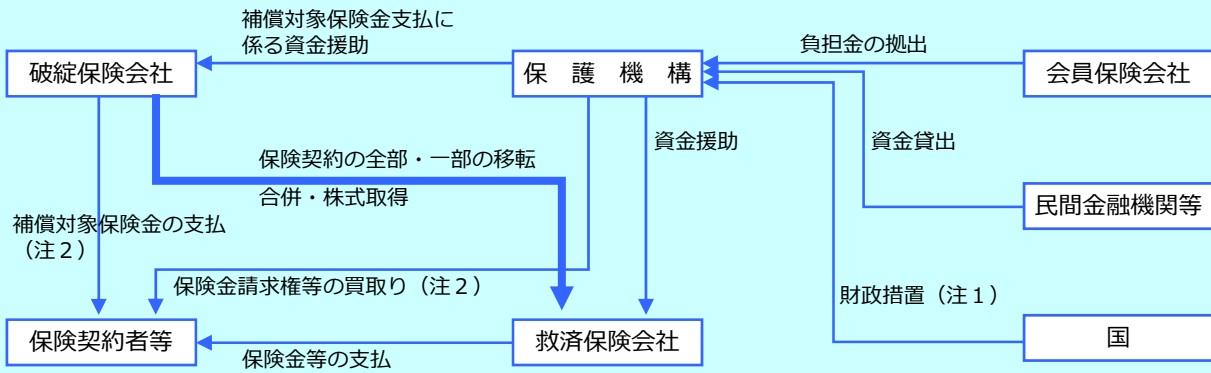 補償対象保険金支払に
係る資金援助
負担金の拠出
破綻保険会社
保　護　機　構
会員保険会社
資金援助
資金貸出
保険契約の全部・一部の移転
合併・株式取得
民間金融機関等
補償対象保険金の支払
（注２）
保険金請求権等の買取り（注２）
財政措置（注１）
保険契約者等
救済保険会社
国
保険金等の支払